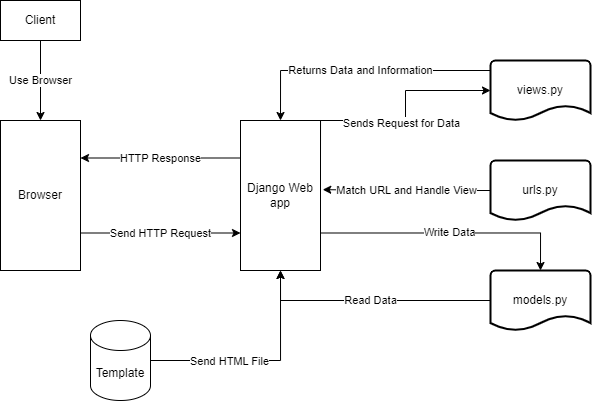 Client
Use Browser
Returns Data and Information
views.py
Sends Request for Data
HTTP Response
Browser
Django Web
app
Match URL and Handle View
urls.py
Send HTTP Request
Write Data
Read Data
models.py
Send HTML File
Template